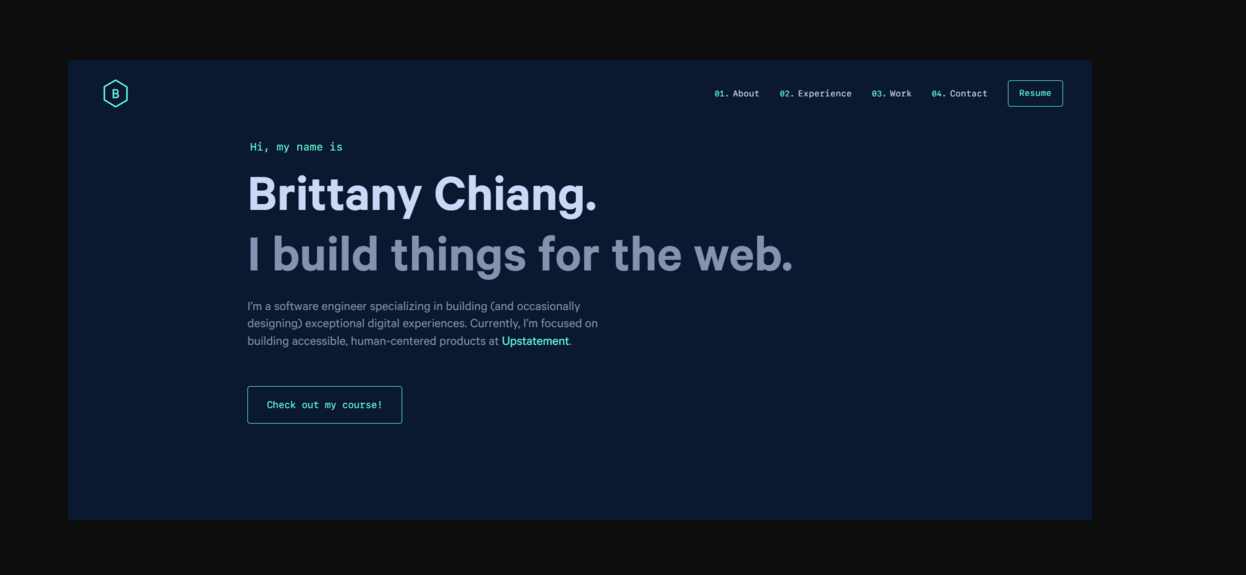 B
01. About 02. Experience 03. Work 04. Contact Resume
Hi, my name is
Brittany Chiang.
I build things for the web.
I'm a software engineer specializing in building (and occasionally
designing) exceptional digital experiences. Currently, I'm focused on
building accessible, human-centered products at Upstatement.
Check out my course!